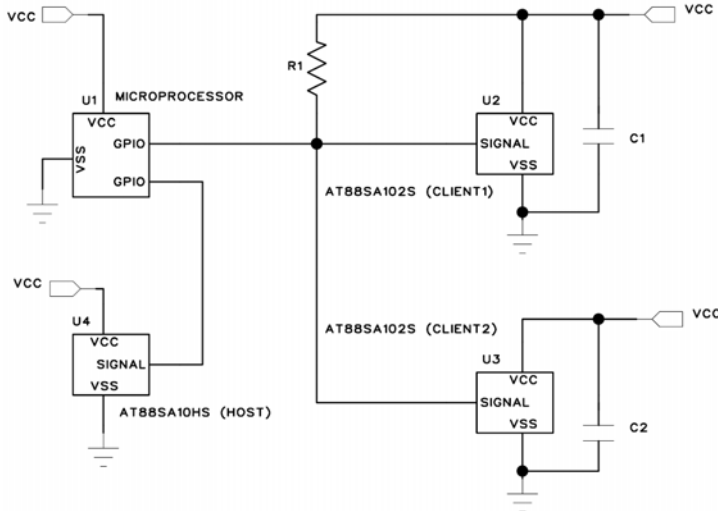 VCC
VCC
R1
U1
MICROPROCESSOR
VCC
GPIO
VSS
GPIO
U2
VCC
SIGNAL
VSS
C1
AT88SA102S (CLIENT1)
VCC
U4
VCC
SIGNAL
VSS
AT88SA10HS (HOST)
AT88SA102S (CLIENT2)
VCC
U3
VCC
SIGNAL
VSS
C2